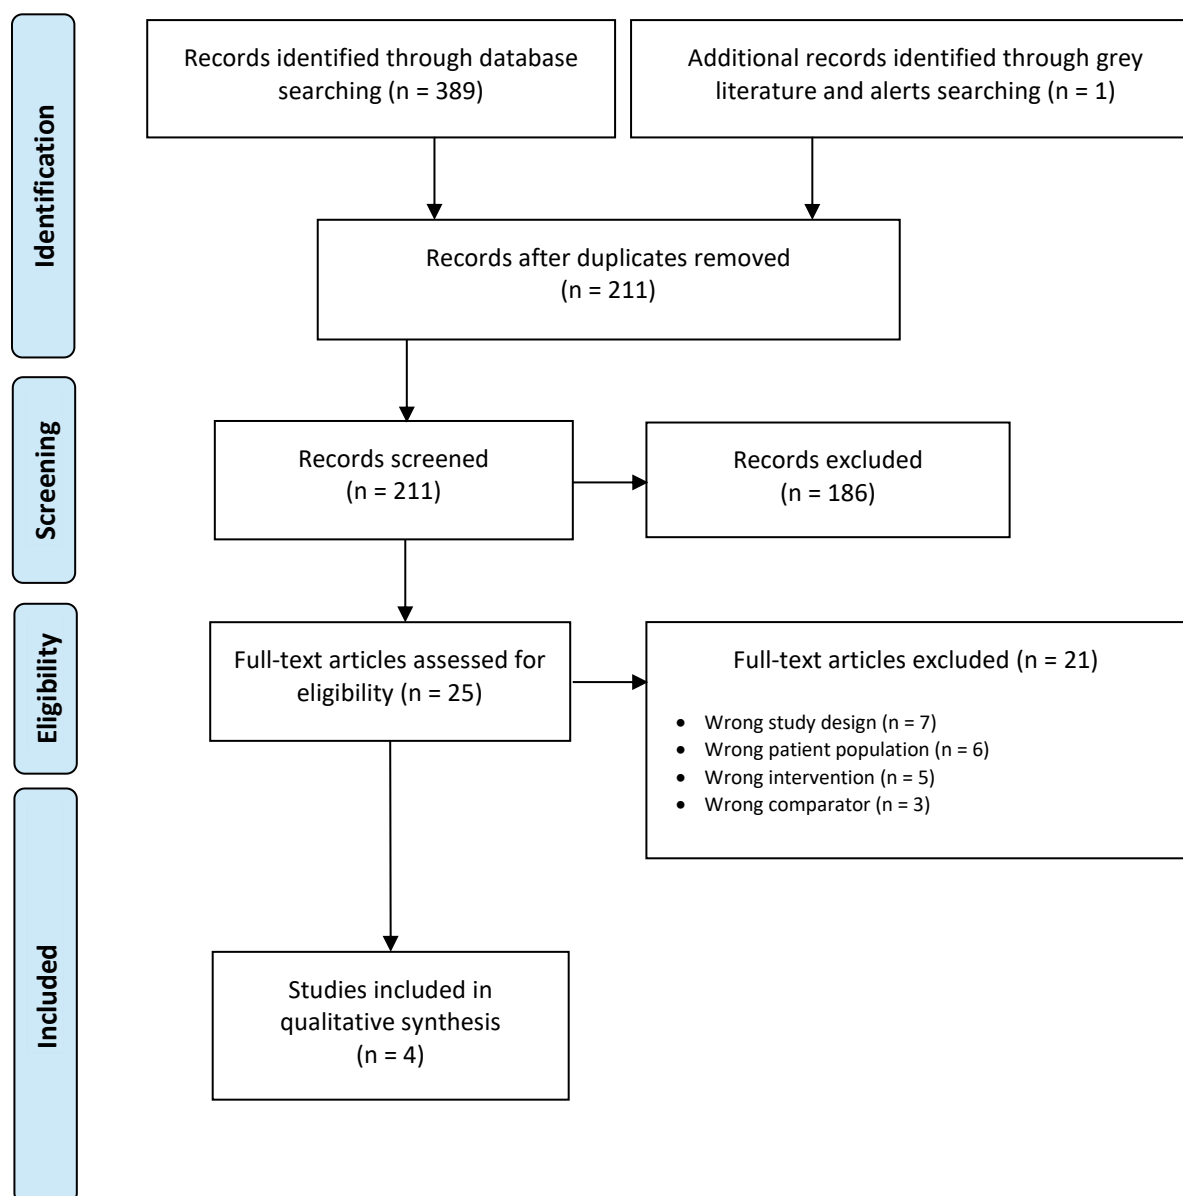 Identification
Records identified through database
searching (n = 389)
Additional records identified through grey
literature and alerts searching (n = 1)
Records after duplicates removed
(n = 211)
Screening
Records screened
(n = 211)
Records excluded
(n = 186)
Eligibility
Full-text articles assessed for
eligibility (n = 25)
Full-text articles excluded (n = 21)
• Wrong study design (n = 7)
• Wrong patient population (n = 6)
• Wrong intervention (n = 5)
• Wrong comparator (n = 3)
Included
Studies included in
qualitative synthesis
(n = 4)